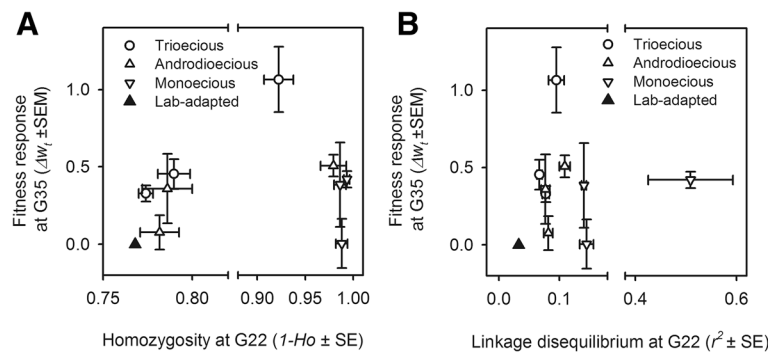 A
Trioecious
Androdioecious
Monoecious
Lab-adapted
Fitness response
at G35 (Δwt ±SEM)
1.0
0.5
0.0
0.75 0.80 0.90 0.95 1.00
Homozygosity at G22 (1-Ho ± SE)
B
Trioecious
Androdioecious
Monoecious
Lab-adapted
Fitness response
at G35 (Δwt ±SEM)
1.0
0.5
0.0
0.0 0.1 0.4 0.6
Linkage disequilibrium at G22 (r² ± SE)